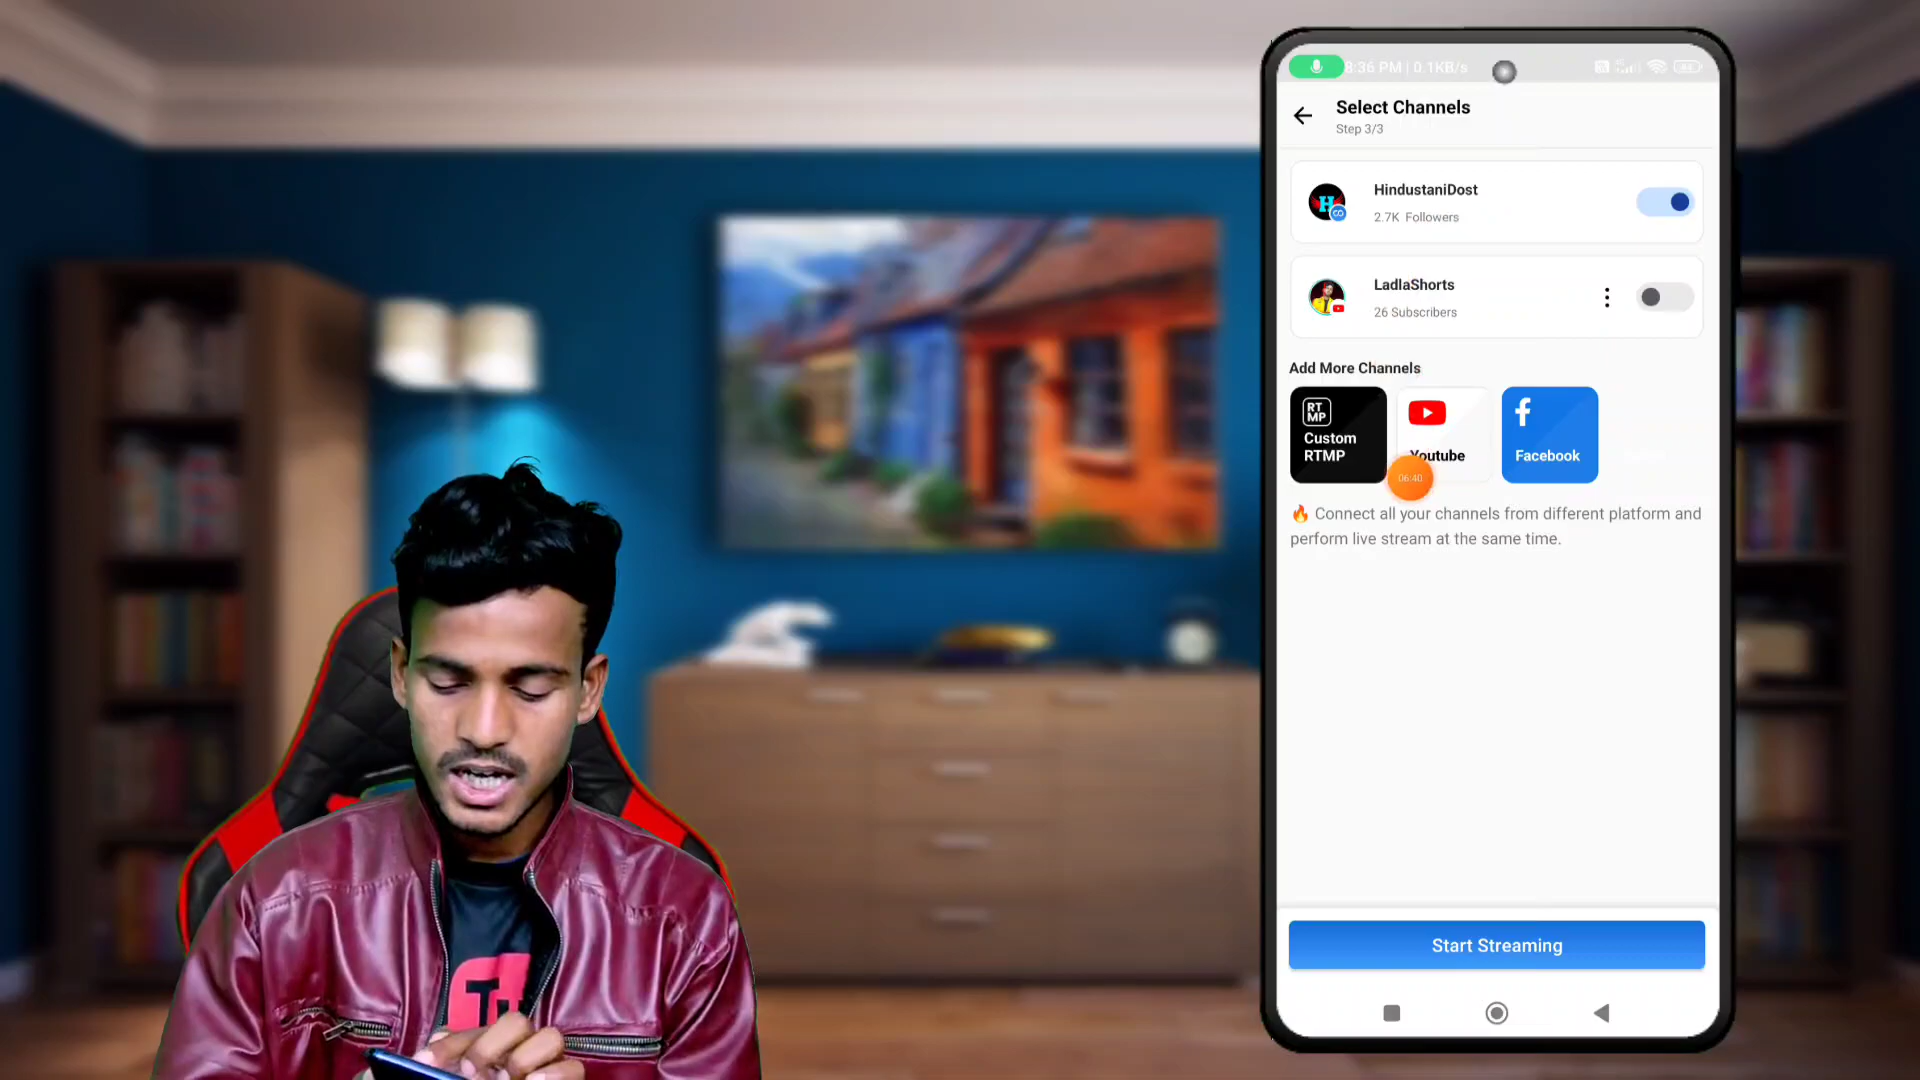 8:36 PM | 0.1KB/s
Select Channels
Step 3/3
H
HindustaniDost
2.7K Followers
LadlaShorts
26 Subscribers
Add More Channels
RT
MP
Custom
RTMP
Youtube
Facebook
06:40
🔥 Connect all your channels from different platform and
perform live stream at the same time.
Start Streaming